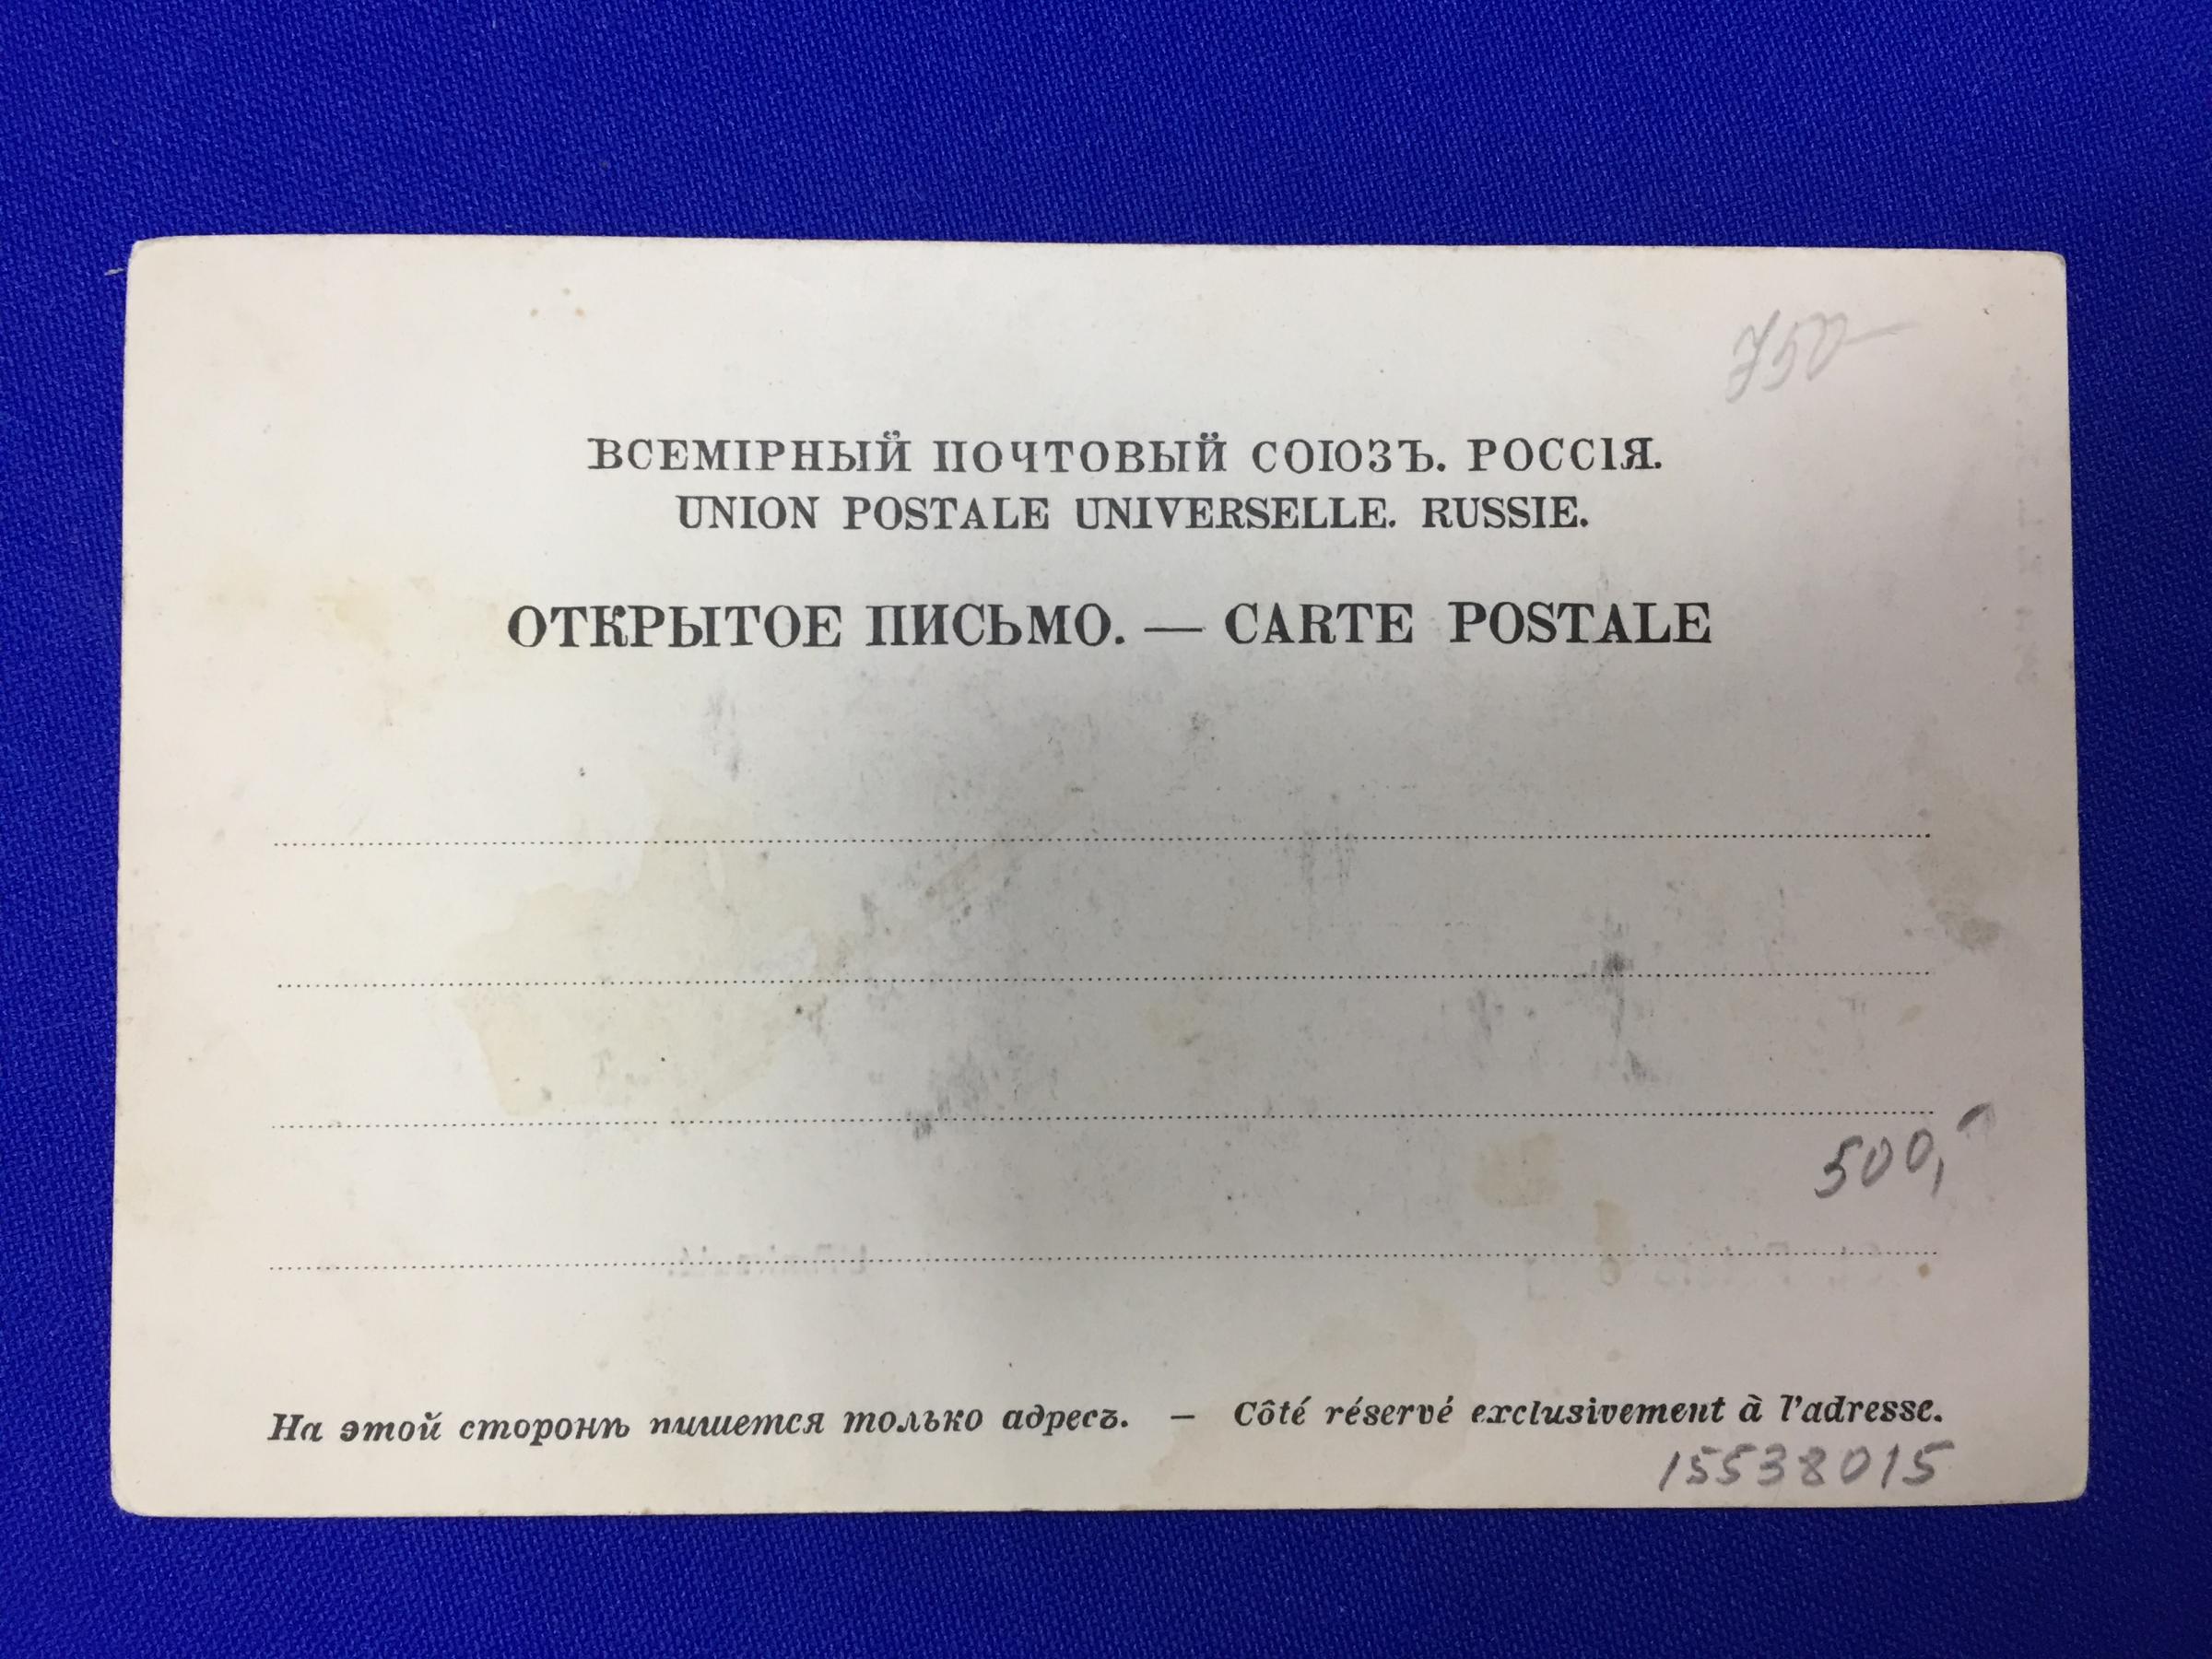 750-
ВСЕМІРНЫЙ ПОЧТОВЫЙ СОЮЗЪ. РОССІЯ.
UNION POSTALE UNIVERSELLE. RUSSIE.
ОТКРЫТОЕ ПИСЬМО. — CARTE POSTALE
500,-
На этой сторонѣ пишется только адресъ. — Côté réservé exclusivement à l'adresse.
15538015